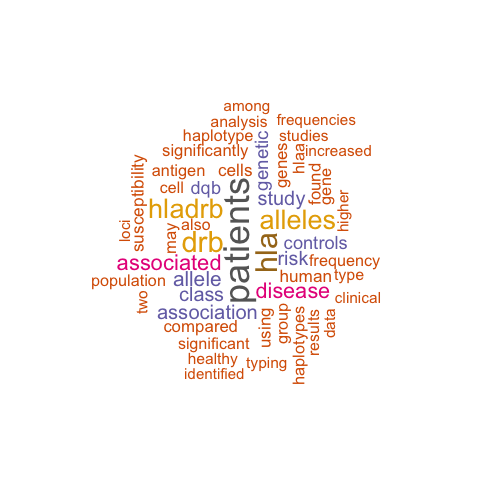 among
analysis
frequencies
haplotype
studies
significantly
genetic
genes
hlaa
increased
antigen
cells
susceptibility
cell
dqb
patients
study
found
gene
higher
hladrb
alleles
loci
may
also
drb
hla
controls
associated
risk
frequency
population
allele
human
type
two
class
disease
clinical
association
compared
using
group
haplotypes
results
data
significant
healthy
typing
identified